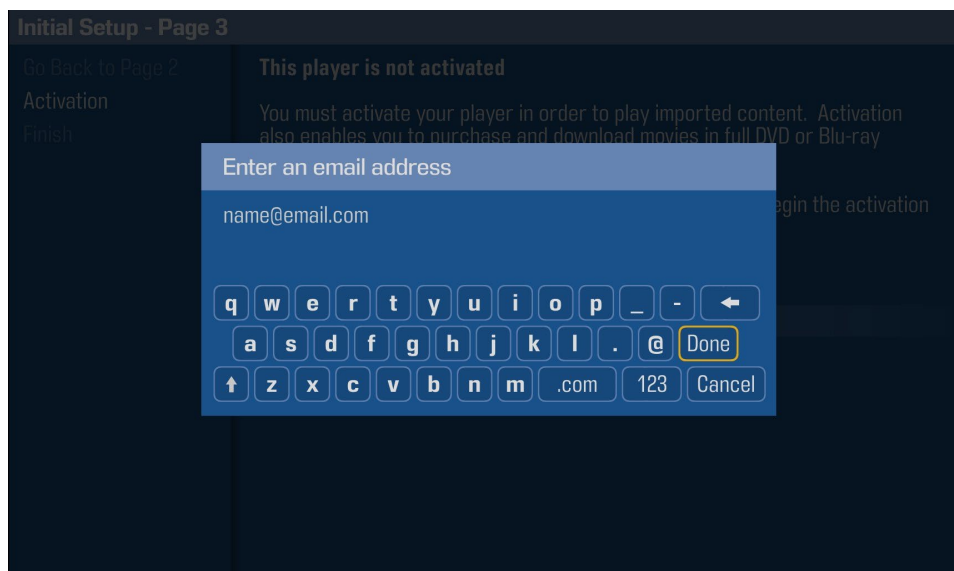 Initial Setup - Page 3
Go Back to Page 2
Activation
Finish
This player is not activated
You must activate your player in order to play imported content. Activation
also enables you to purchase and download movies in full DVD or Blu-ray
egin the activation
Enter an email address
name@email.com
q w e r t y u i o p _ - ←
a s d f g h j k l . @ Done
↑ z x c v b n m .com 123 Cancel